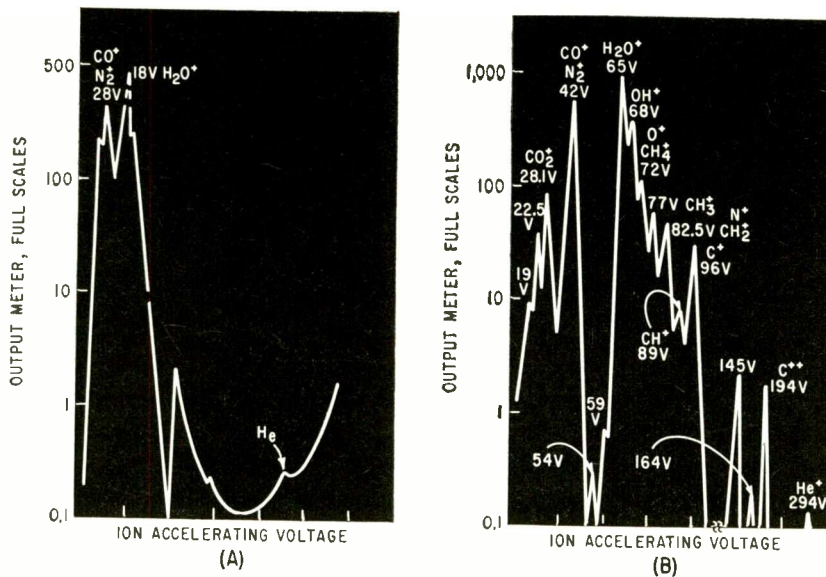 OUTPUT METER, FULL SCALES
500
100
10
1
0.1
CO⁺
N₂⁺
28V
18V H₂O⁺
He
ION ACCELERATING VOLTAGE
(A)
OUTPUT METER, FULL SCALES
1,000
100
10
1
0.1
19
V
22.5
V
CO₂⁺
28.1V
CO⁺
N₂⁺
42V
54V
59
V
H₂O⁺
65V
OH⁺
68V
O⁺
CH₄⁺
72V
77V CH₃⁺
N⁺
82.5V CH₂⁺
C⁺
96V
CH⁺
89V
145V
164V
C⁺⁺
194V
He⁺
294V
ION ACCELERATING VOLTAGE
(B)